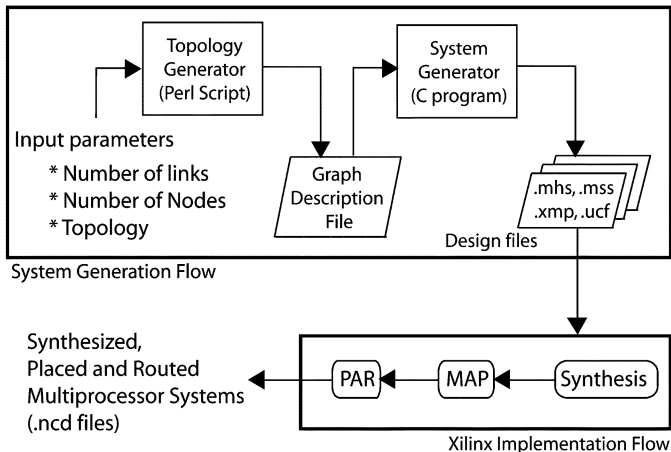 Topology
Generator
(Perl Script)
System
Generator
(C program)
Input parameters
* Number of links
* Number of Nodes
* Topology
Graph
Description
File
.mhs, .mss
.xmp, .ucf
Design files
System Generation Flow
Synthesized,
Placed and Routed
Multiprocessor Systems
(.ncd files)
PAR
MAP
Synthesis
Xilinx Implementation Flow